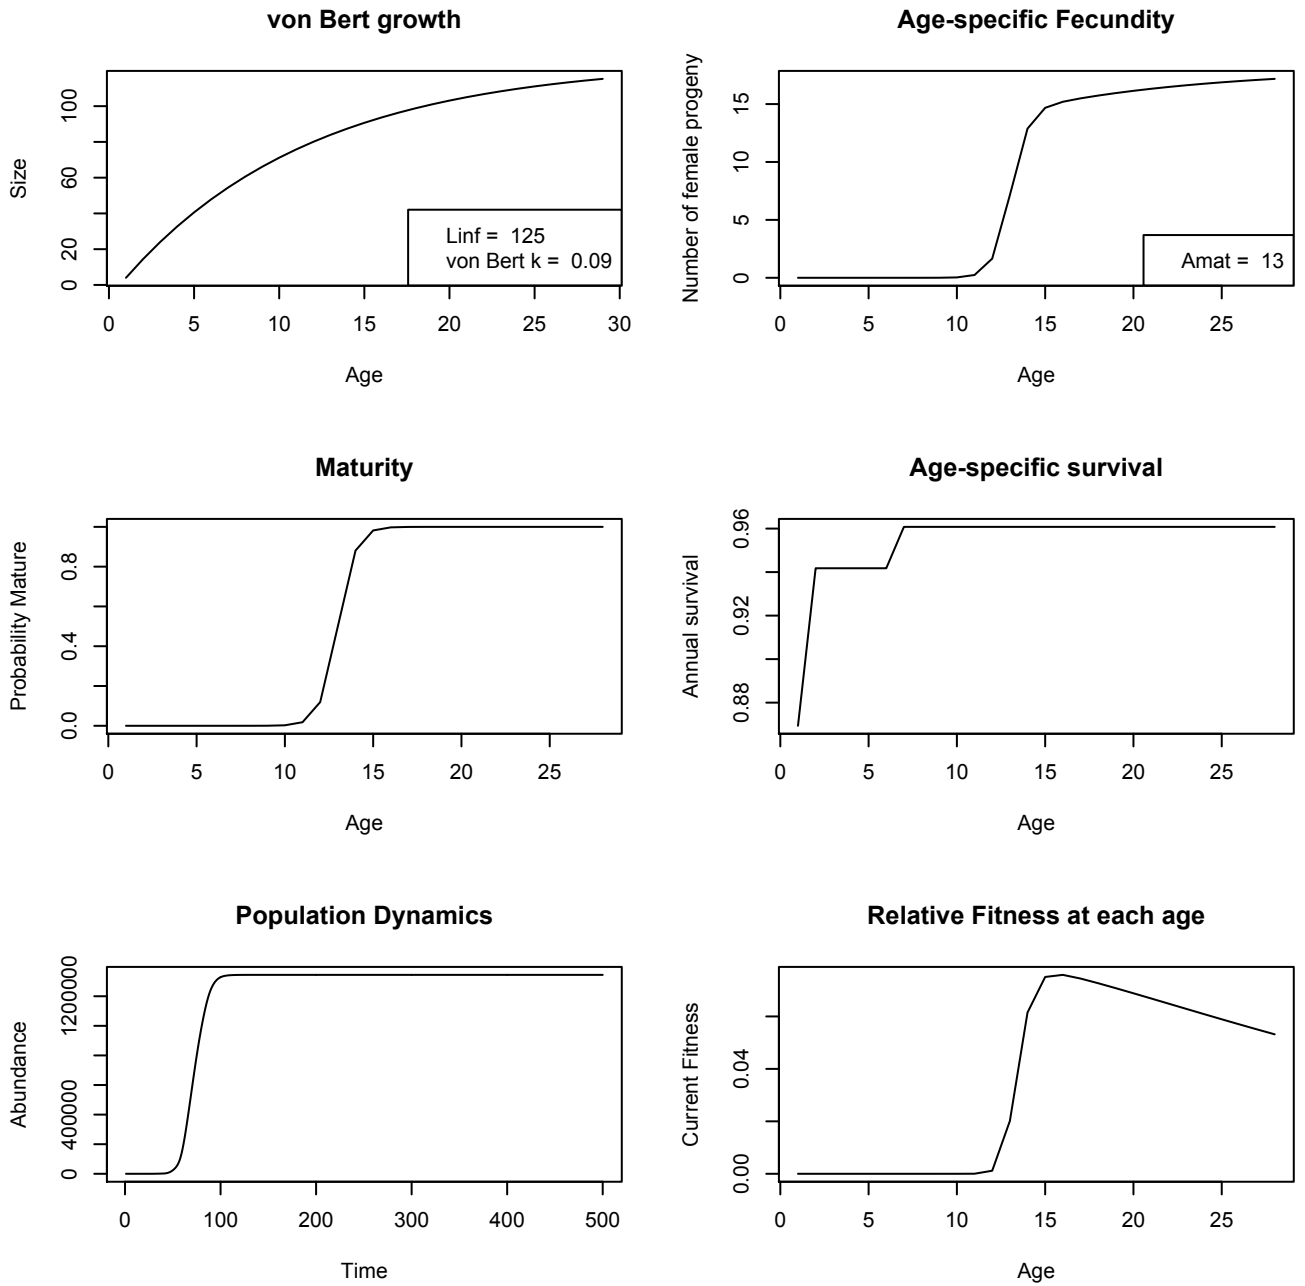 von Bert growth
Size
0 20 60 100
Linf = 125
von Bert k = 0.09
0 5 10 15 20 25 30
Age
Age-specific Fecundity
Number of female progeny
0 5 10 15
Amat = 13
0 5 10 15 20 25
Age
Maturity
Probability Mature
0.0 0.4 0.8
0 5 10 15 20 25
Age
Age-specific survival
Annual survival
0.88 0.92 0.96
0 5 10 15 20 25
Age
Population Dynamics
Abundance
0 400000 1200000
0 100 200 300 400 500
Time
Relative Fitness at each age
Current Fitness
0.00 0.04
0 5 10 15 20 25
Age